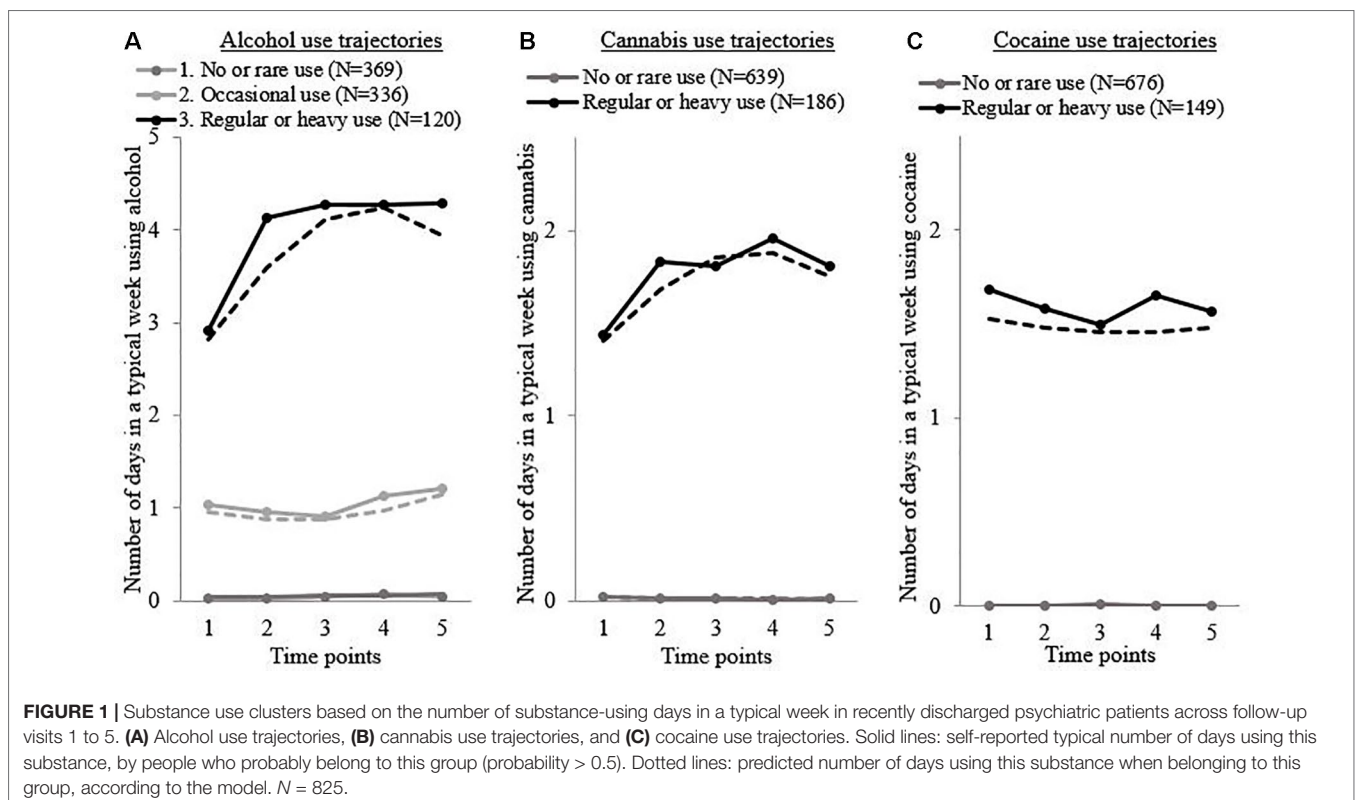 A
Alcohol use trajectories
1. No or rare use (N=369)
2. Occasional use (N=336)
3. Regular or heavy use (N=120)
Number of days in a typical week using alcohol
5
4
3
2
1
0
1 2 3 4 5
Time points
B
Cannabis use trajectories
No or rare use (N=639)
Regular or heavy use (N=186)
Number of days in a typical week using cannabis
2
1
0
1 2 3 4 5
Time points
C
Cocaine use trajectories
No or rare use (N=676)
Regular or heavy use (N=149)
Number of days in a typical week using cocaine
2
1
0
1 2 3 4 5
Time points
FIGURE 1 | Substance use clusters based on the number of substance-using days in a typical week in recently discharged psychiatric patients across follow-up
visits 1 to 5. (A) Alcohol use trajectories, (B) cannabis use trajectories, and (C) cocaine use trajectories. Solid lines: self-reported typical number of days using this
substance, by people who probably belong to this group (probability > 0.5). Dotted lines: predicted number of days using this substance when belonging to this
group, according to the model. N = 825.